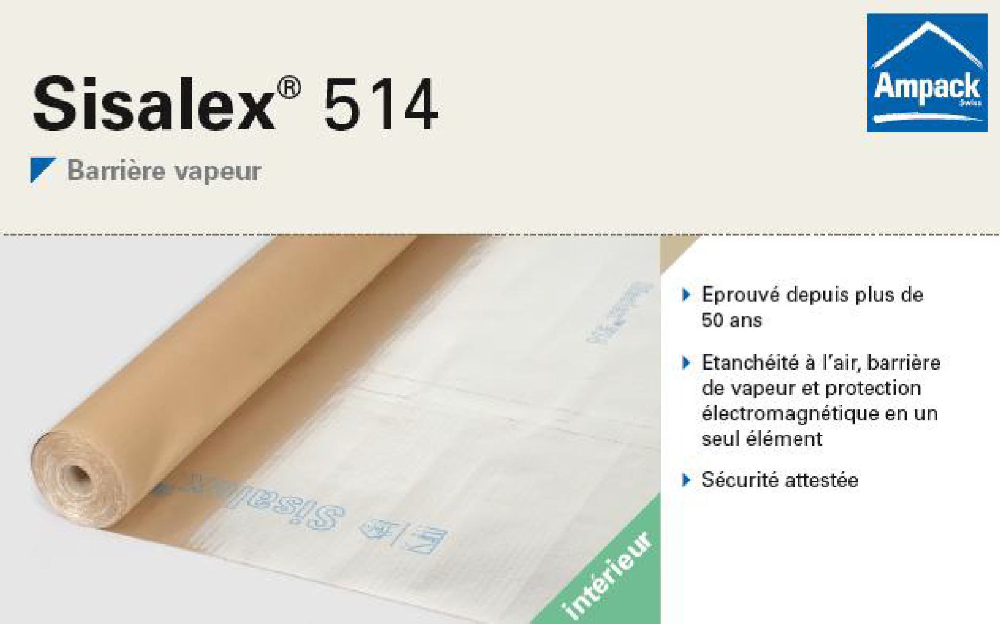 Sisalex® 514
Ampack
Swiss
Barrière vapeur
Eprouvé depuis plus de
50 ans
Etanchéité à l'air, barrière
de vapeur et protection
électromagnétique en un
seul élément
Sécurité attestée
Sisalex
intérieur